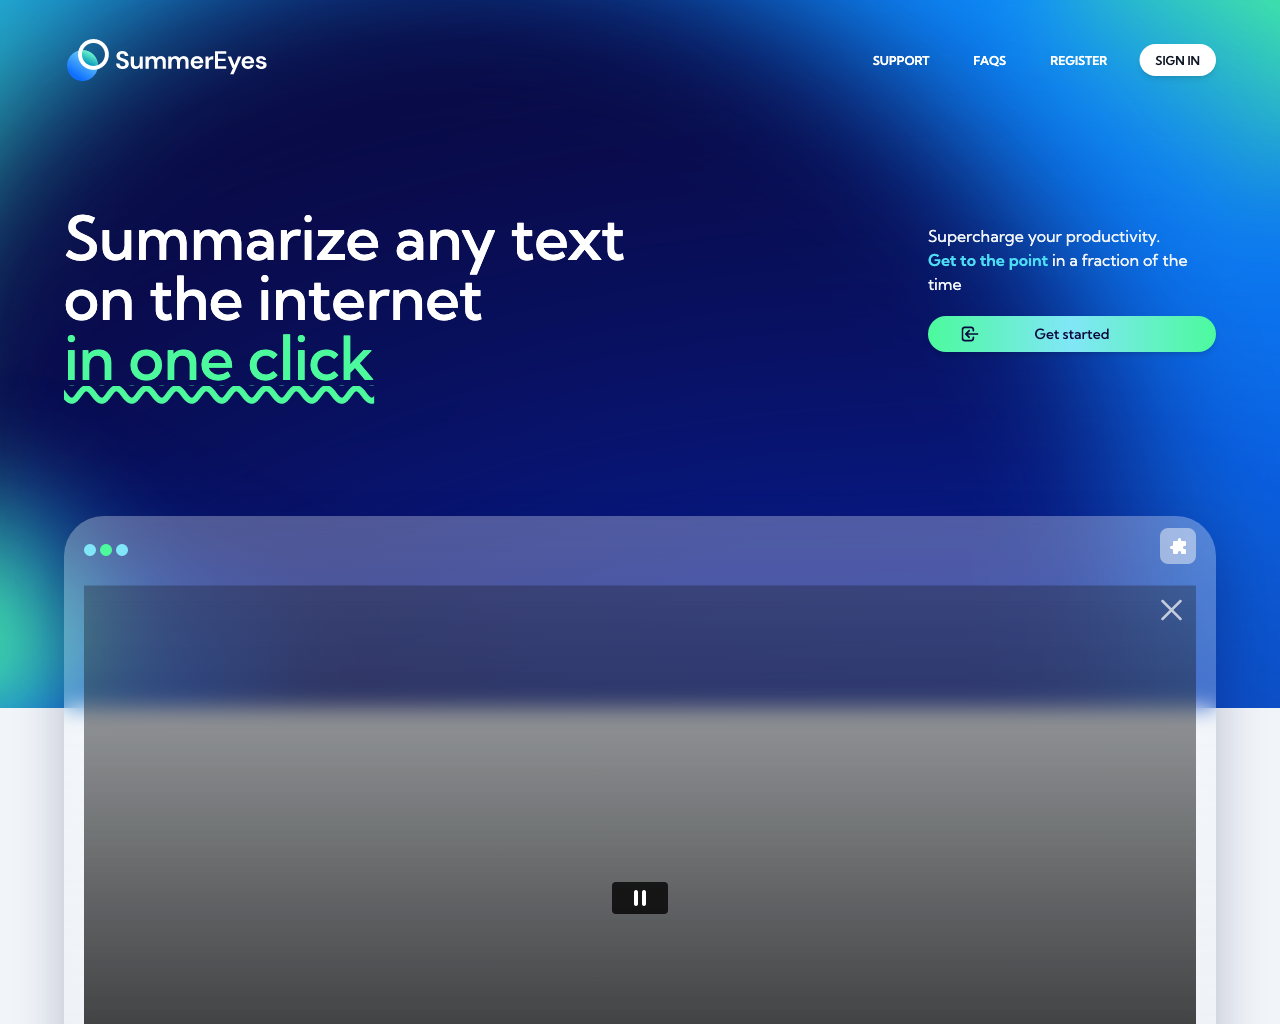 SummerEyes
SUPPORT
FAQS
REGISTER
SIGN IN
Summarize any text
on the internet
in one click
Supercharge your productivity.
Get to the point in a fraction of the
time
Get started